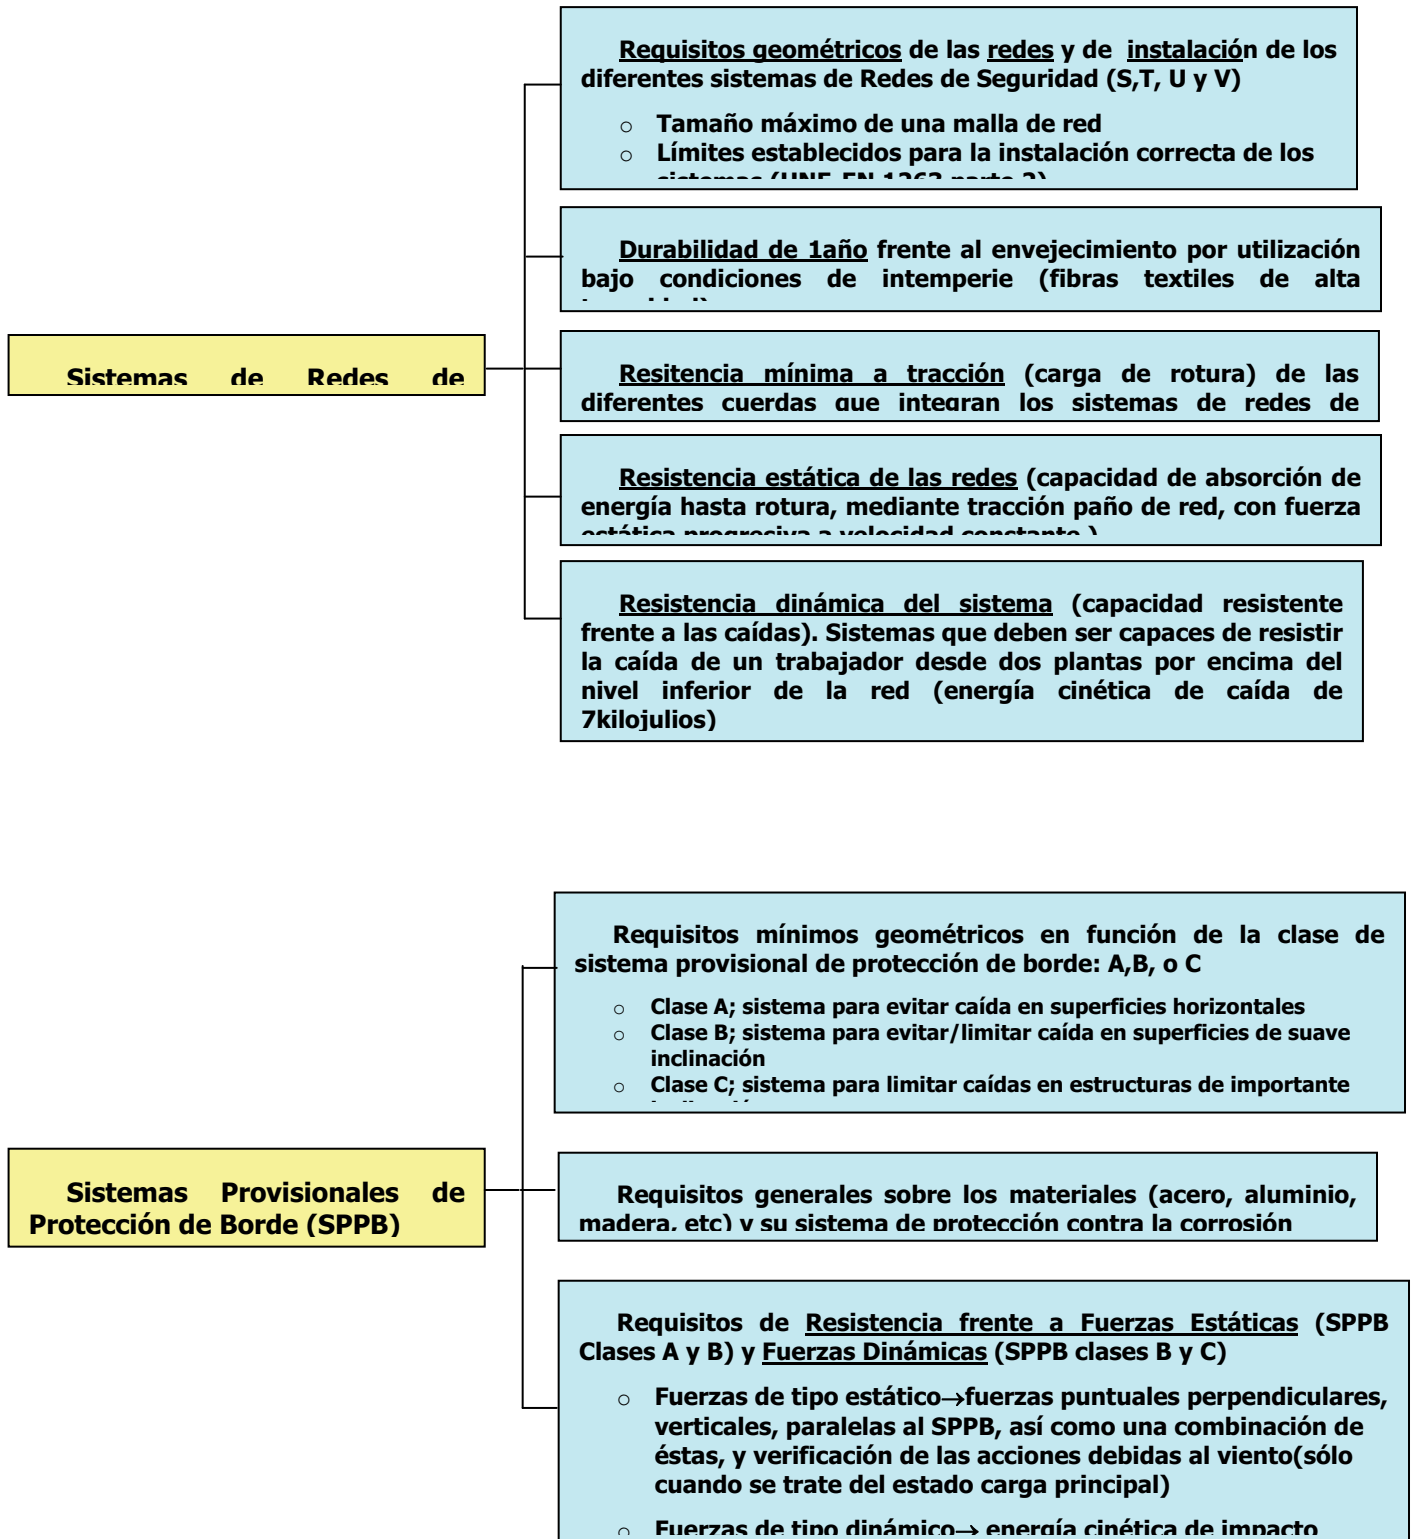 Requisitos geométricos de las redes y de instalación de los
diferentes sistemas de Redes de Seguridad (S,T, U y V)
○ Tamaño máximo de una malla de red
○ Límites establecidos para la instalación correcta de los
sistemas (UNE-EN 1263 parte 2)
Durabilidad de 1año frente al envejecimiento por utilización
bajo condiciones de intemperie (fibras textiles de alta
Sistemas de Redes de
Resitencia mínima a tracción (carga de rotura) de las
diferentes cuerdas que integran los sistemas de redes de
Resistencia estática de las redes (capacidad de absorción de
energía hasta rotura, mediante tracción paño de red, con fuerza
estática progresiva a velocidad constante )
Resistencia dinámica del sistema (capacidad resistente
frente a las caídas). Sistemas que deben ser capaces de resistir
la caída de un trabajador desde dos plantas por encima del
nivel inferior de la red (energía cinética de caída de
7kilojulios)
Requisitos mínimos geométricos en función de la clase de
sistema provisional de protección de borde: A,B, o C
○ Clase A; sistema para evitar caída en superficies horizontales
○ Clase B; sistema para evitar/limitar caída en superficies de suave
inclinación
○ Clase C; sistema para limitar caídas en estructuras de importante
Sistemas Provisionales de
Protección de Borde (SPPB)
Requisitos generales sobre los materiales (acero, aluminio,
madera, etc) y su sistema de protección contra la corrosión
Requisitos de Resistencia frente a Fuerzas Estáticas (SPPB
Clases A y B) y Fuerzas Dinámicas (SPPB clases B y C)
○ Fuerzas de tipo estático→fuerzas puntuales perpendiculares,
verticales, paralelas al SPPB, así como una combinación de
éstas, y verificación de las acciones debidas al viento(sólo
cuando se trate del estado carga principal)
○ Fuerzas de tipo dinámico→ energía cinética de impacto